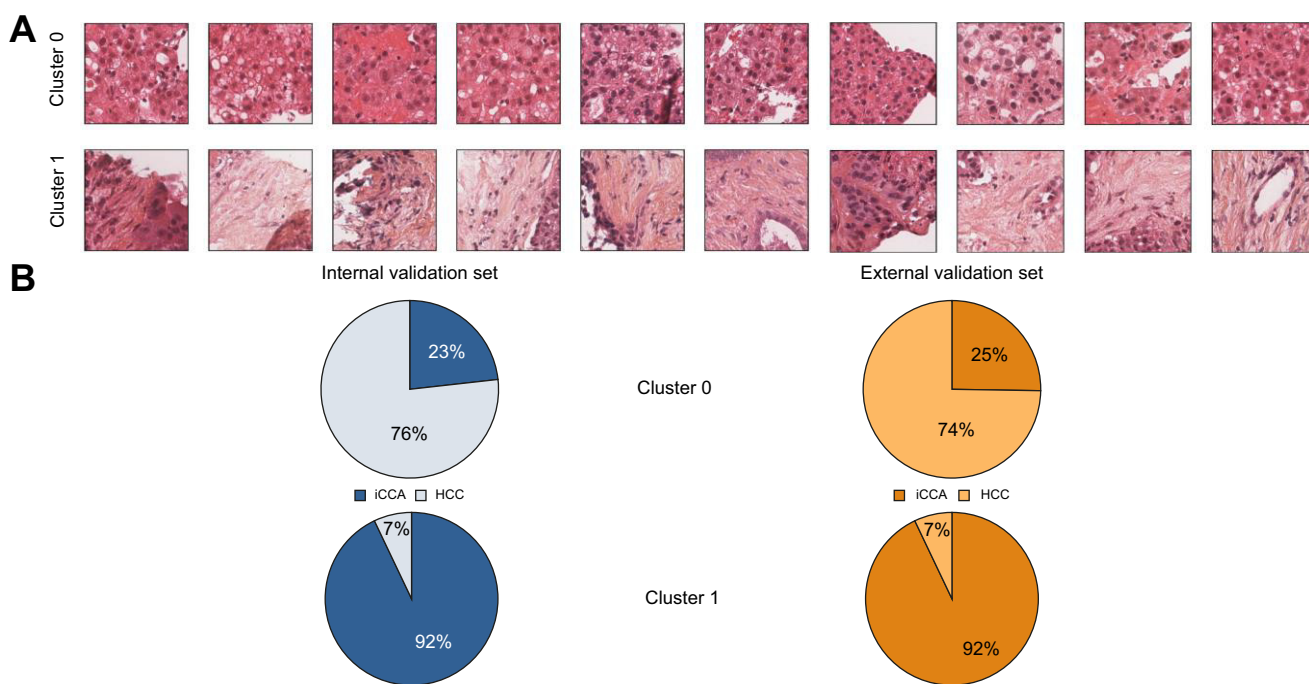 A
Cluster 0
Cluster 1
B
Internal validation set
External validation set
23%
76%
Cluster 0
25%
74%
iCCA HCC
iCCA HCC
7%
92%
Cluster 1
7%
92%